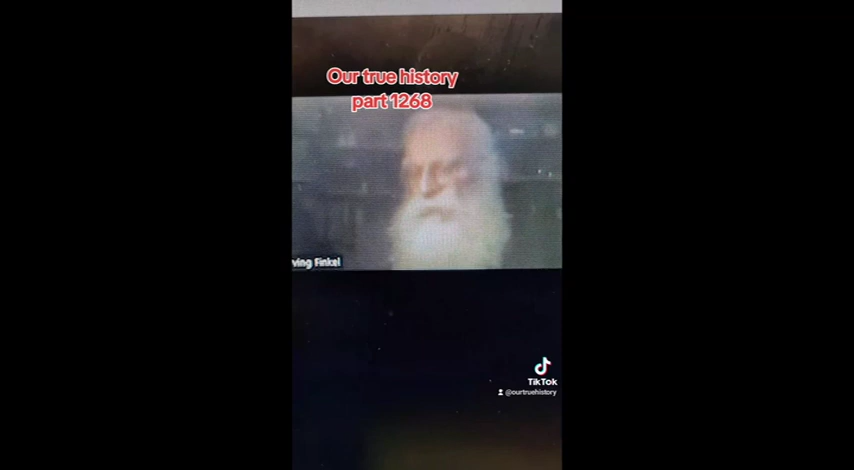 Our true history
part 1268
ving Finkel
TikTok
@ourtruehistory